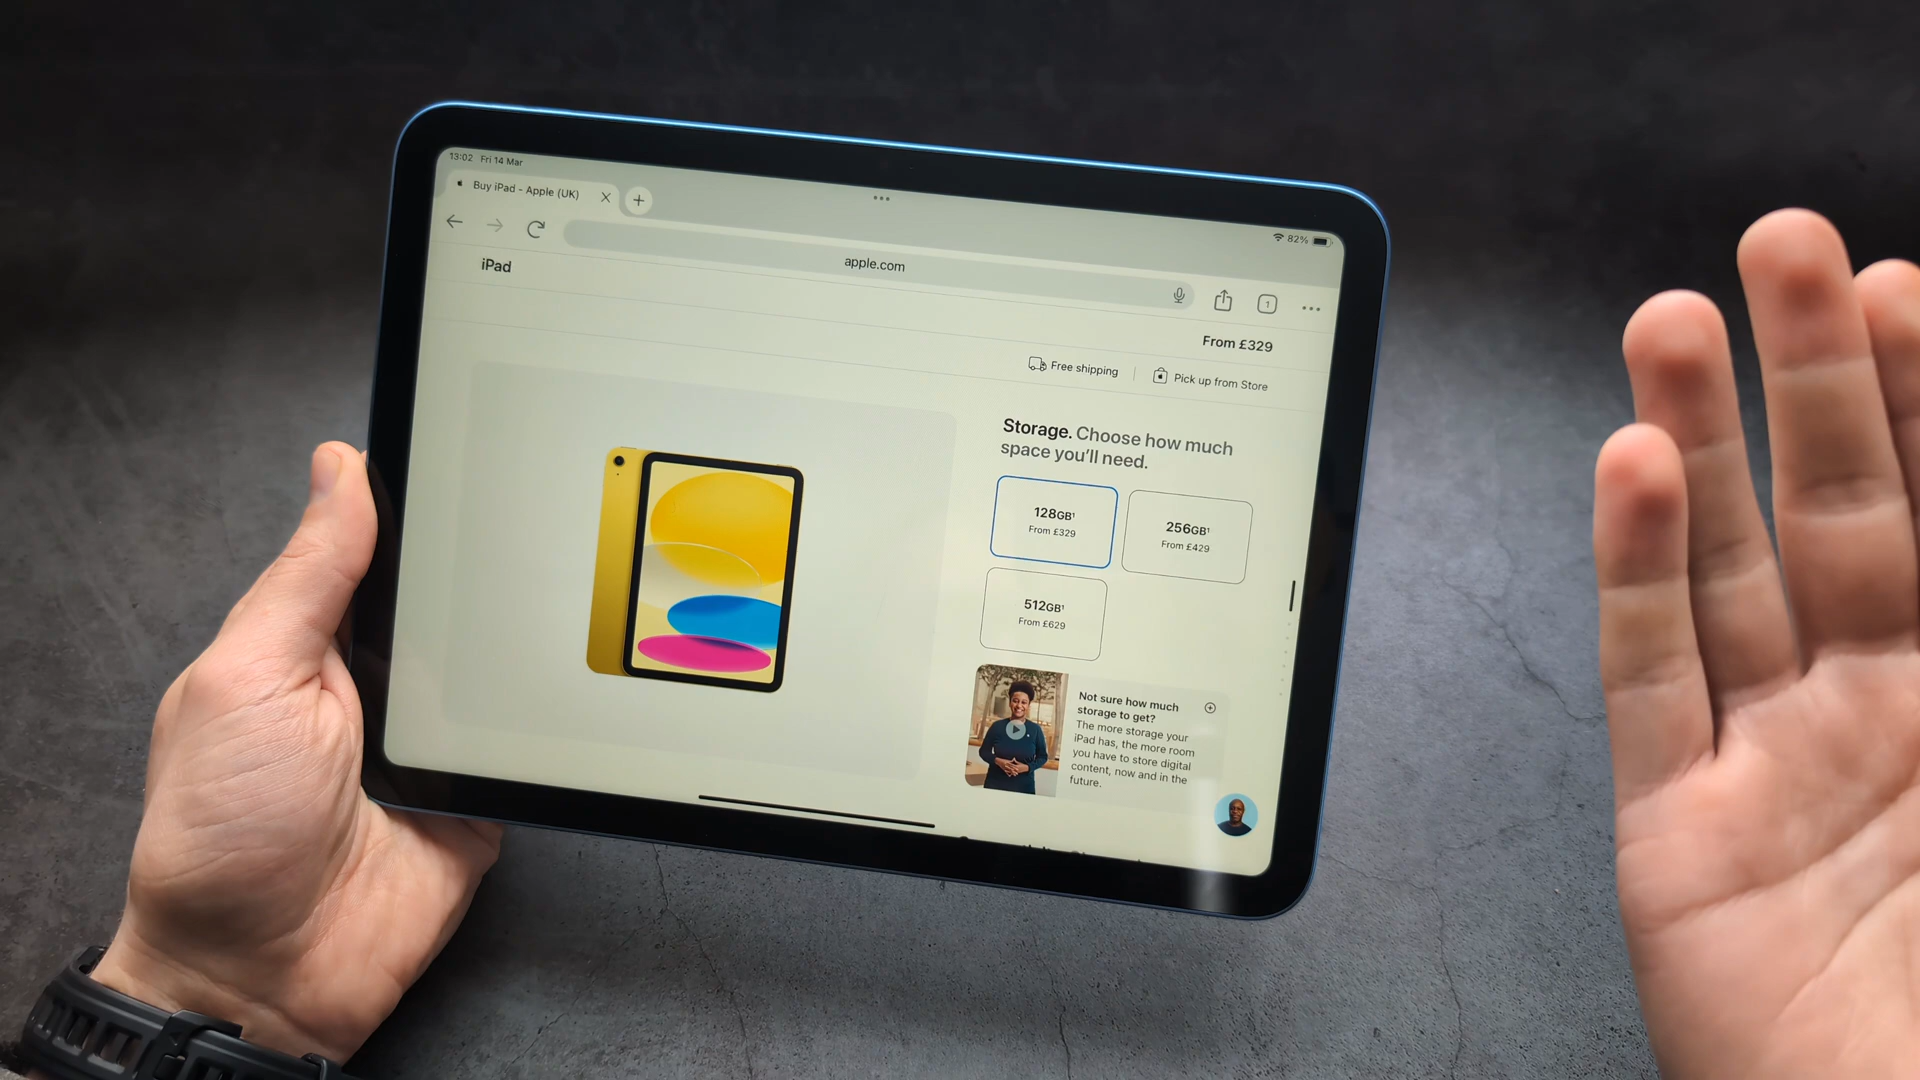 13:02 Fri 14 Mar
Buy iPad - Apple (UK)
82%
apple.com
1
iPad
From £329
Free shipping
Pick up from Store
Storage. Choose how much
space you'll need.
128GB¹
From £329
256GB¹
From £429
512GB¹
From £629
Not sure how much
storage to get?
The more storage your
iPad has, the more room
you have to store digital
content, now and in the
future.